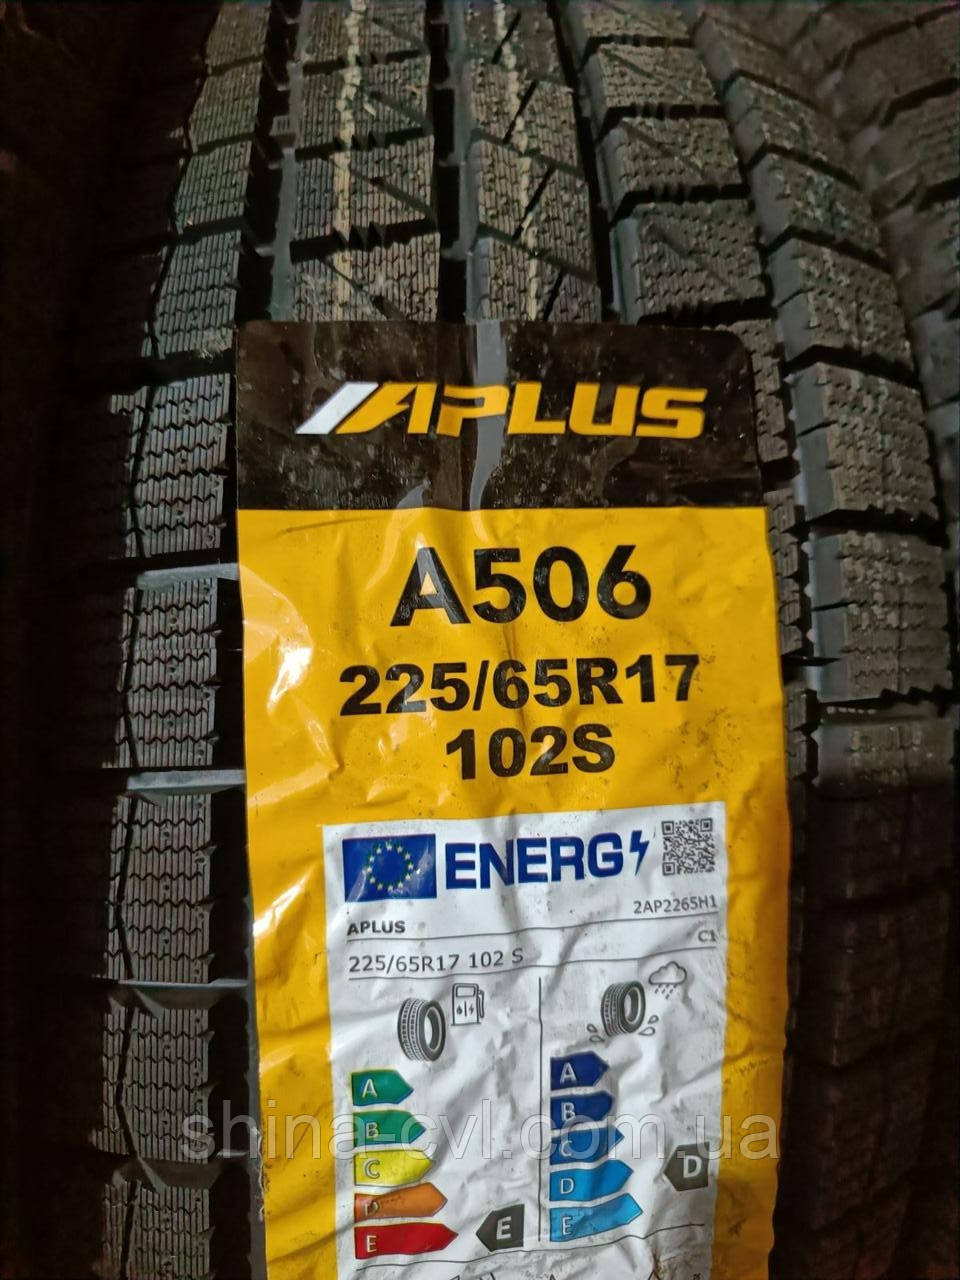 APLUS
A506
225/65R17
102S
ENERG
2AP2265H1
APLUS
225/65R17 102 S
C1
A
B
C
D
E
E
A
B
C
D
E
D
shina-cvl.com.ua